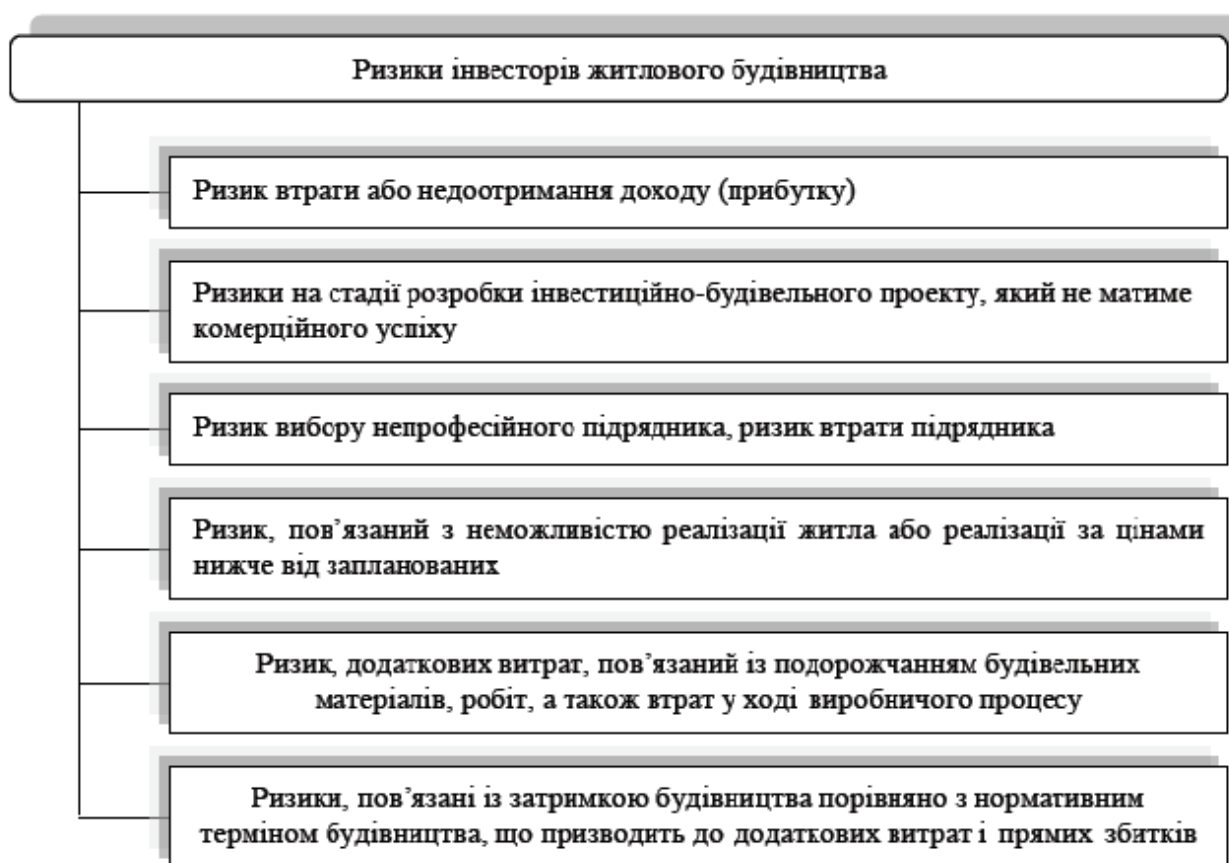 Ризики інвесторів житлового будівництва
Ризик втрати або недоотримання доходу (прибутку)
Ризики на стадії розробки інвестиційно-будівельного проекту, який не матиме
комерційного успіху
Ризик вибору непрофесійного підрядника, ризик втрати підрядника
Ризик, пов’язаний з неможливістю реалізації житла або реалізації за цінами
нижче від запланованих
Ризик, додаткових витрат, пов’язаний із подорожчанням будівельних
матеріалів, робіт, а також втрат у ході виробничого процесу
Ризики, пов’язані із затримкою будівництва порівняно з нормативним
терміном будівництва, що призводить до додаткових витрат і прямих збитків